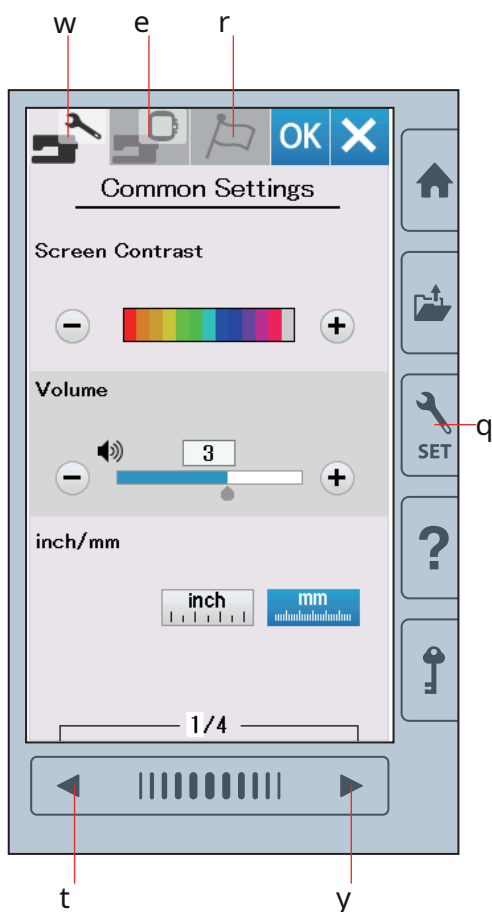 w e r
OK
Common Settings
Screen Contrast
Volume
3
q
SET
inch/mm
inch mm
?
1/4
t y